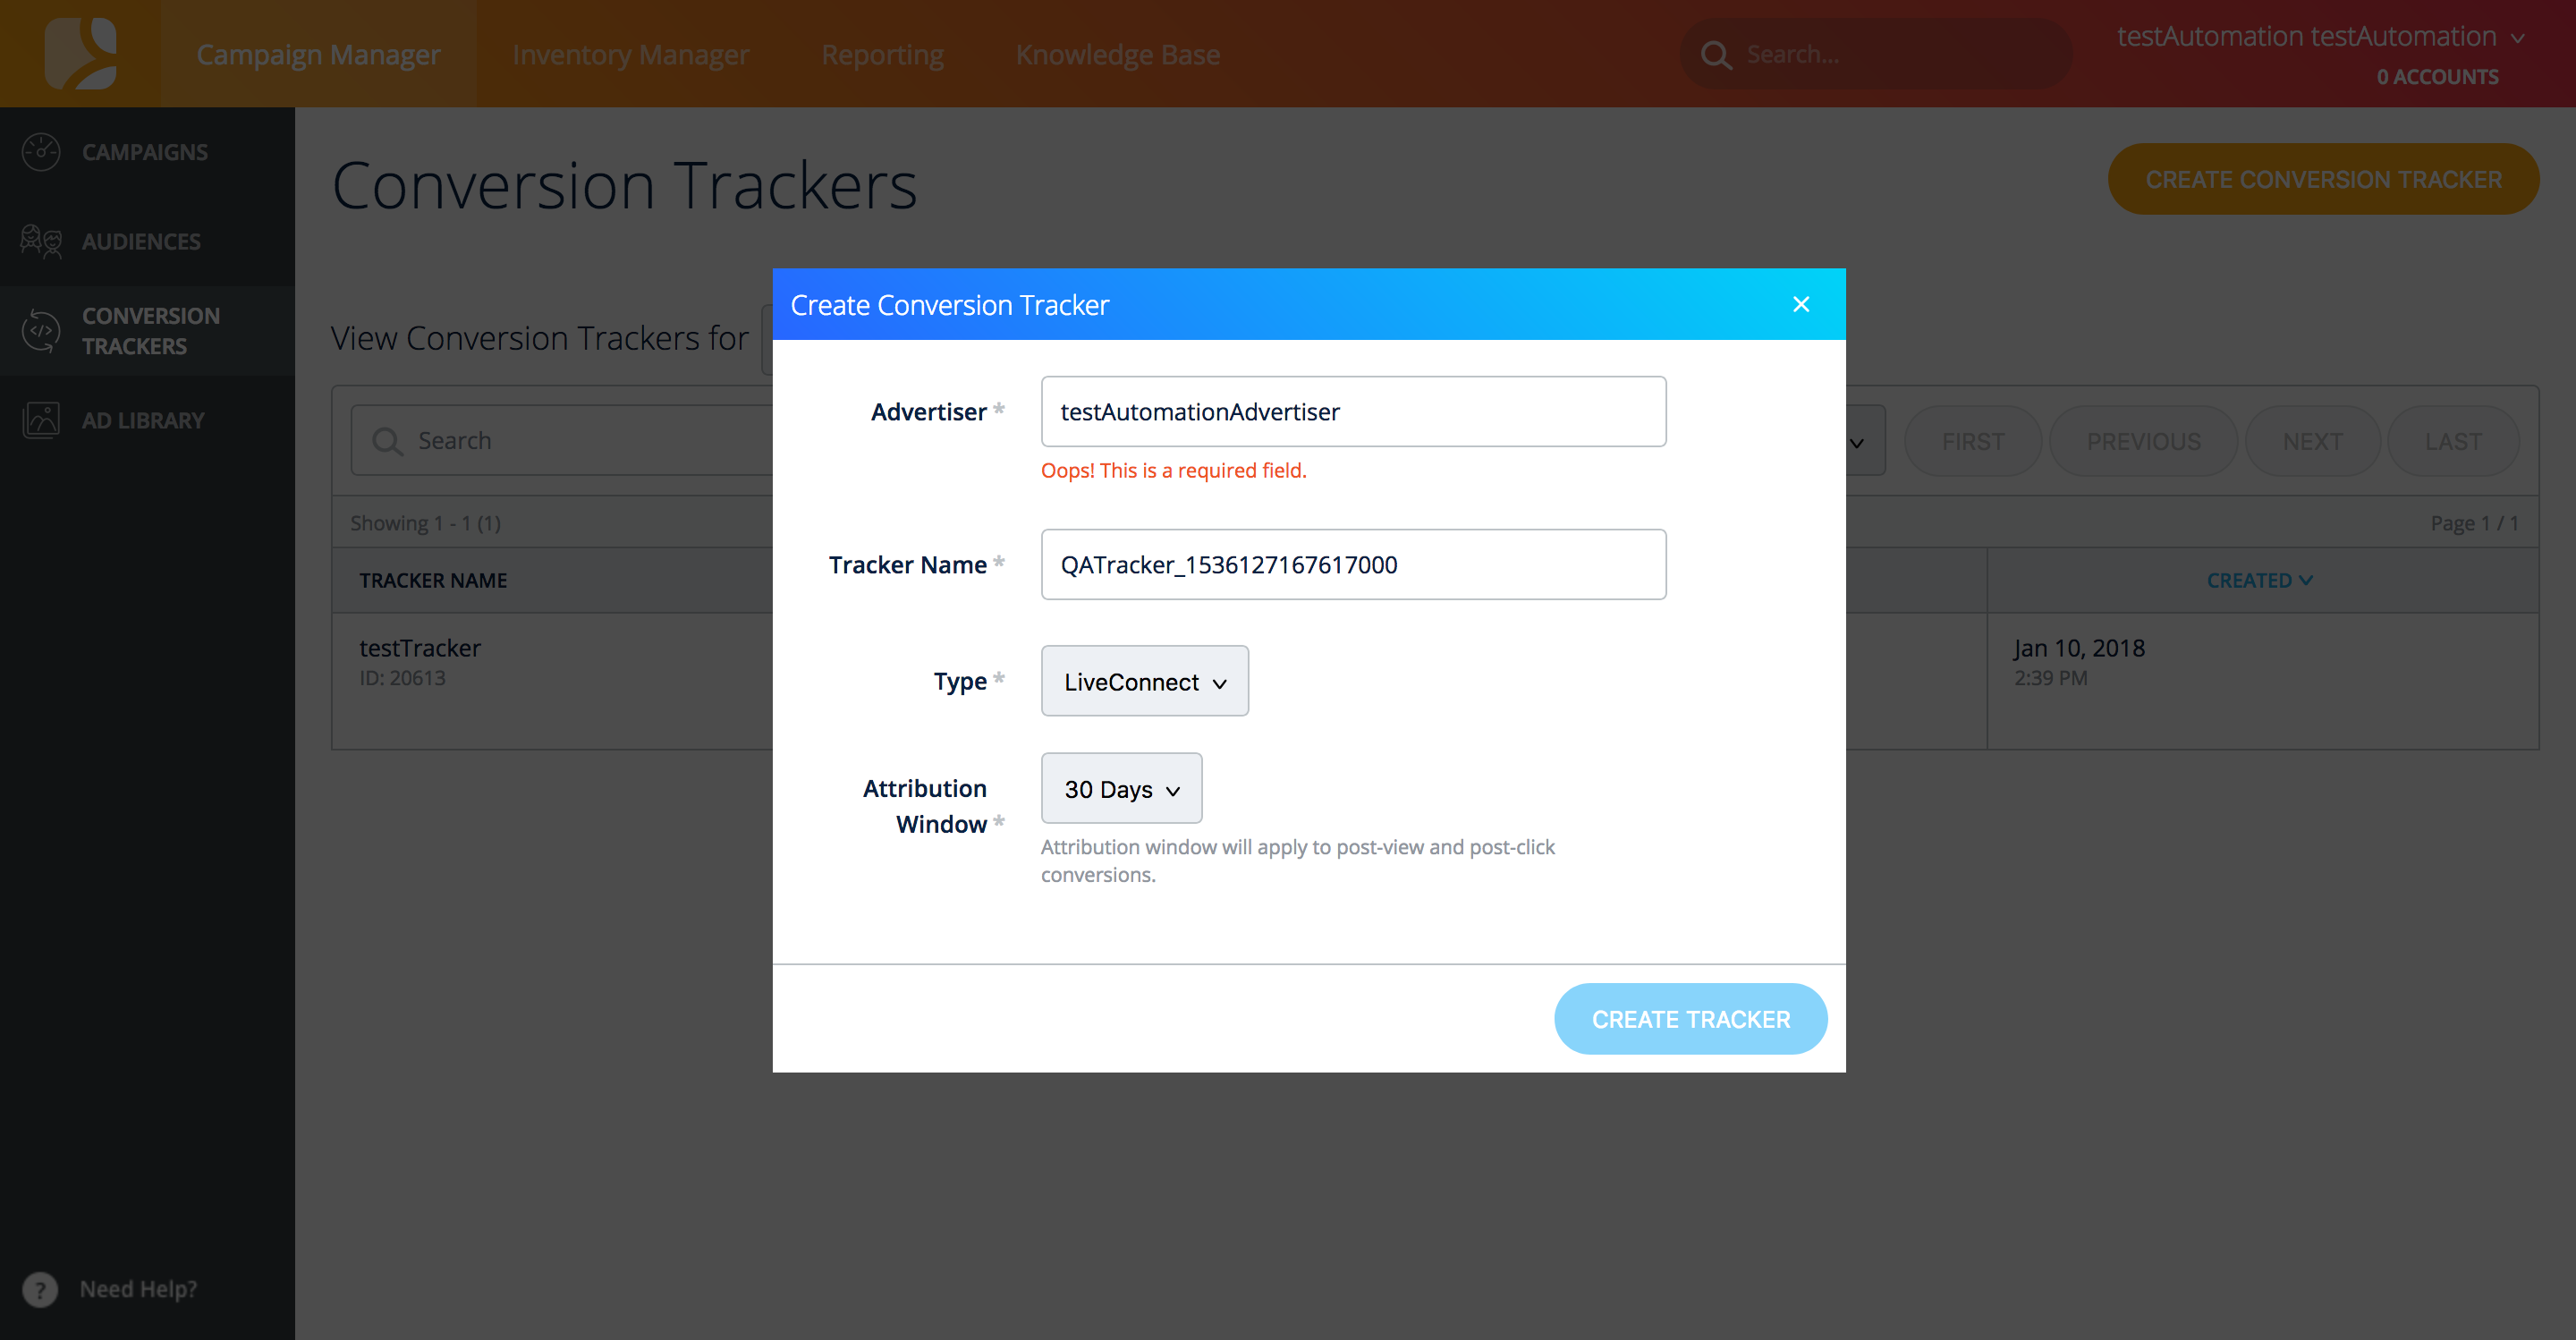 Campaign Manager
Inventory Manager
Reporting
Knowledge Base
Search...
testAutomation testAutomation
0 ACCOUNTS
CAMPAIGNS
AUDIENCES
CONVERSION
TRACKERS
AD LIBRARY
Need Help?
Conversion Trackers
CREATE CONVERSION TRACKER
View Conversion Trackers for
Search
FIRST
PREVIOUS
NEXT
LAST
Showing 1 - 1 (1)
Page 1 / 1
TRACKER NAME
CREATED
testTracker
ID: 20613
Jan 10, 2018
2:39 PM
Create Conversion Tracker
Advertiser *
testAutomationAdvertiser
Oops! This is a required field.
Tracker Name *
QATracker_1536127167617000
Type *
LiveConnect
Attribution
Window *
30 Days
Attribution window will apply to post-view and post-click
conversions.
CREATE TRACKER